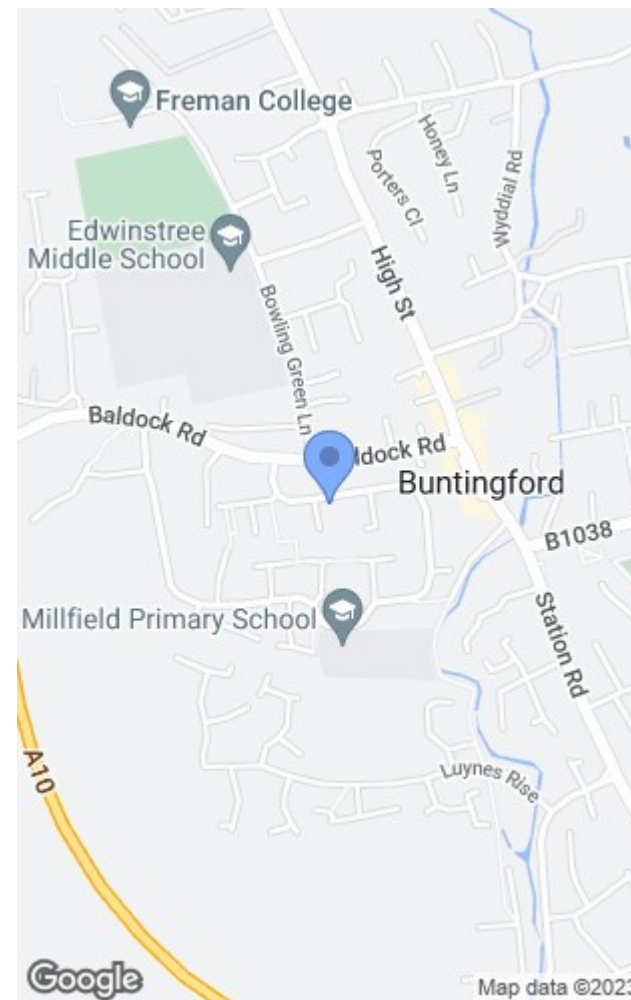 Freman College
Honey Ln
Porters Cl
Wyddial Rd
Edwinstree
Middle School
High St
Bowling Green Ln
Baldock Rd
ldock Rd
Buntingford
B1038
Millfield Primary School
Station Rd
A10
Luynes Rise
Google
Map data ©2023